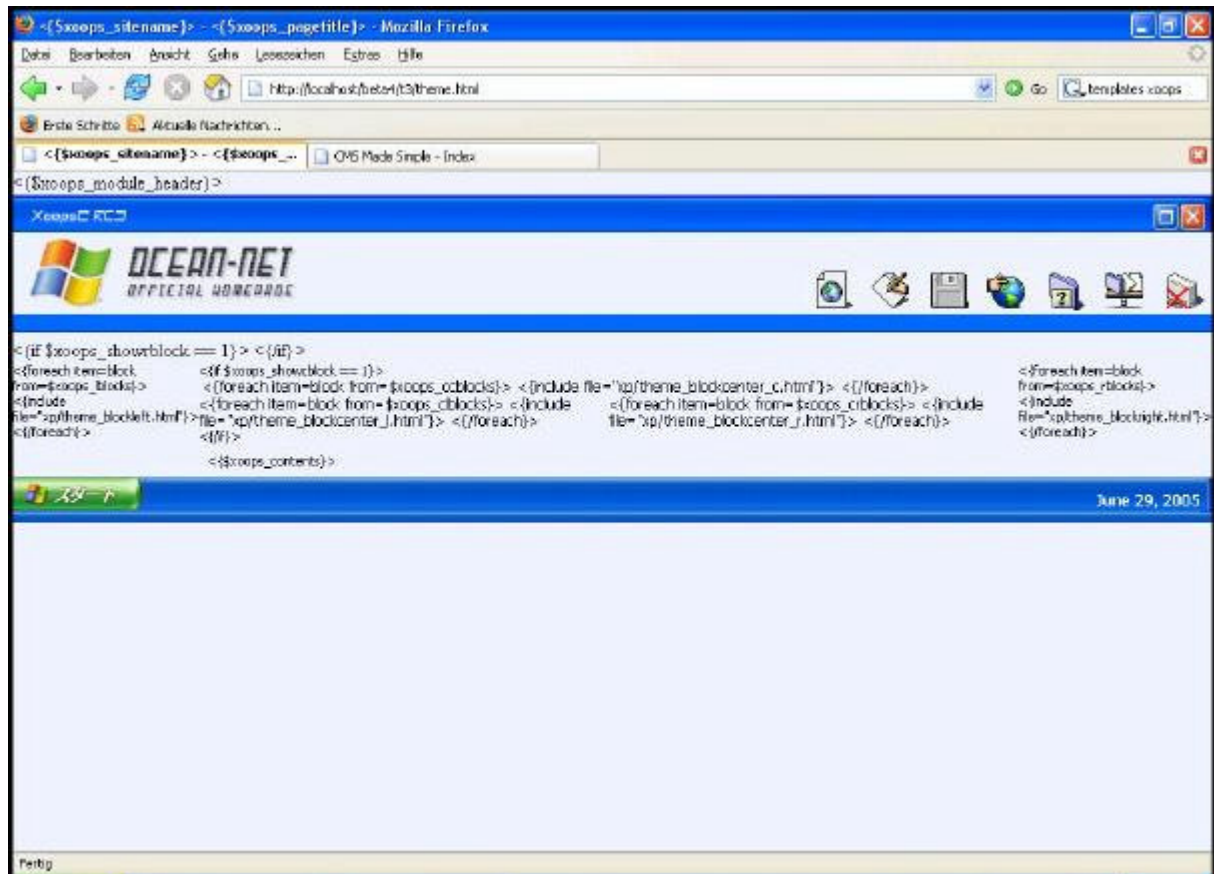 <{$xoops_sitename}> - <{$xoops_pagetitle}> - Mozilla Firefox
Datei Bearbeiten Ansicht Gehe Lesezeichen Extras Hilfe
http://localhost/beta4/t3/theme.html Go templates xoops
Erste Schritte Aktuelle Nachrichten...
<{$xoops_sitename}> - <{$xoops_... CMS Made Simple - Index
<{$xoops_module_header}>
OCEAN-NET
OFFICIAL HOMEPAGE
<{if $xoops_showrblock == 1}> <{/if}>
<{foreach item=block
from=$xoops_lblocks}>
<{include
file="xp/theme_blockleft.html"}>
<{/foreach}>
<{if $xoops_showcblock == 1}>
<{foreach item=block from=$xoops_ccblocks}> <{include file="xp/theme_blockcenter_c.html"}> <{/foreach}>
<{foreach item=block from=$xoops_clblocks}> <{include
file="xp/theme_blockcenter_l.html"}> <{/foreach}>
<{foreach item=block from=$xoops_crblocks}> <{include
file="xp/theme_blockcenter_r.html"}> <{/foreach}>
<{/if}>
<{$xoops_contents}>
<{foreach item=block
from=$xoops_rblocks}>
<{include
file="xp/theme_blockright.html"}>
<{/foreach}>
スタート
June 29, 2005
Fertig